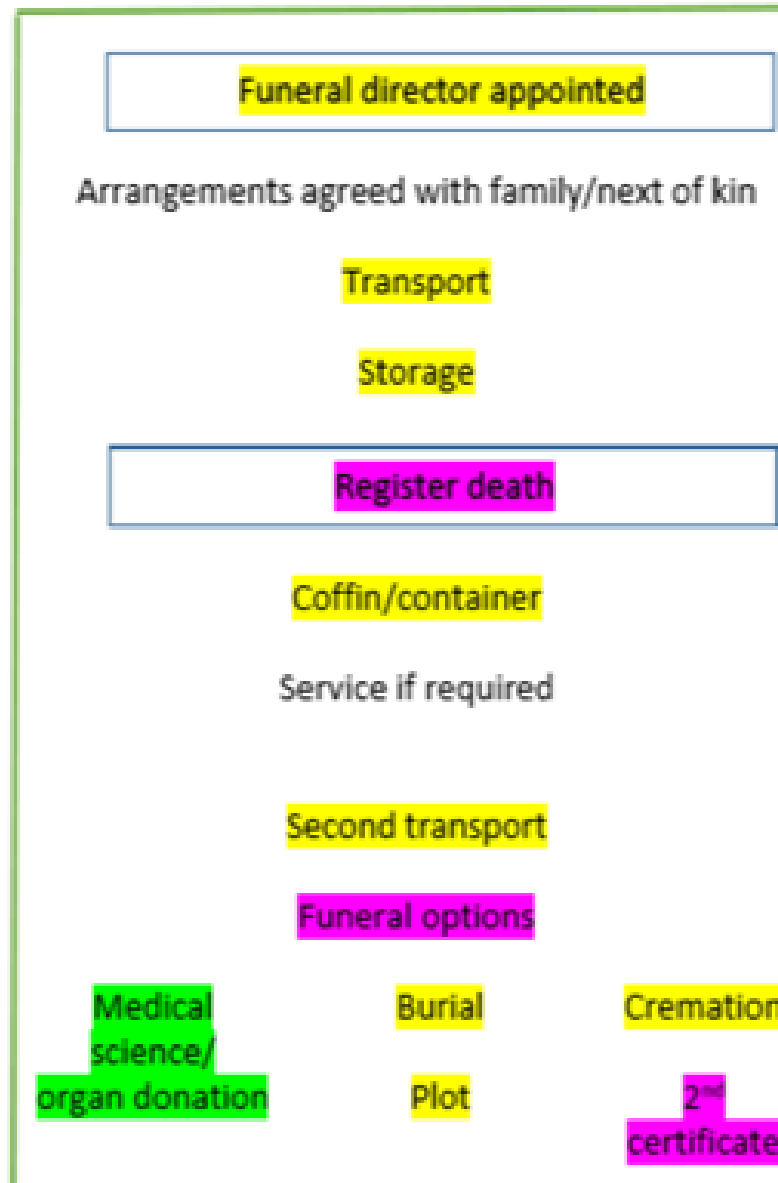 Funeral director appointed
Arrangements agreed with family/next of kin
Transport
Storage
Register death
Coffin/container
Service if required
Second transport
Funeral options
Medical science/ organ donation
Burial
Plot
Cremation
2nd certificate